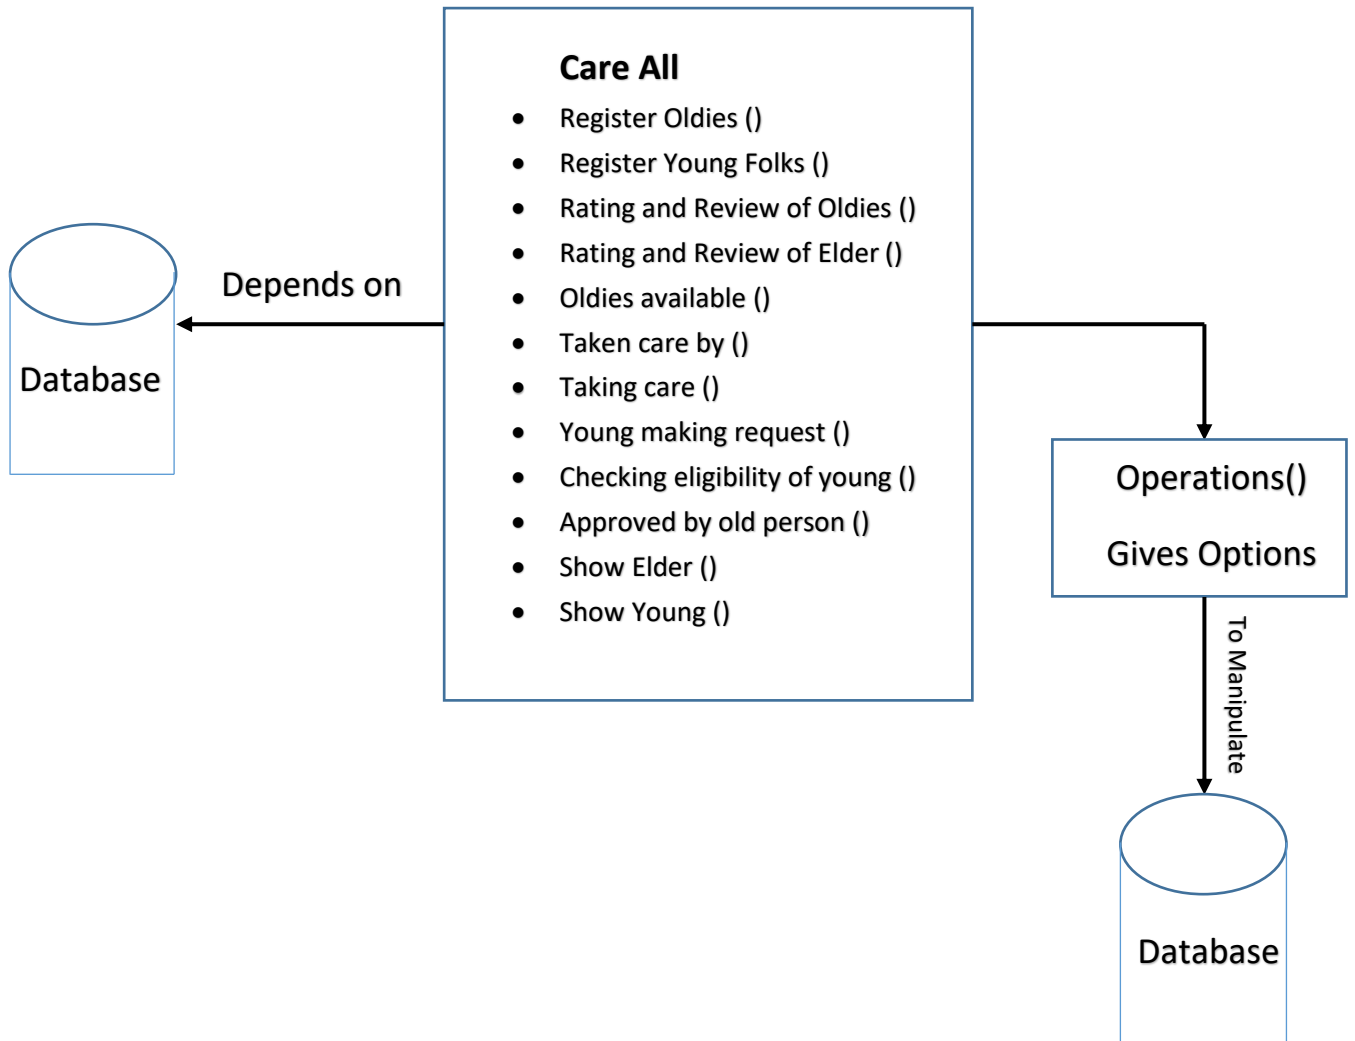 Care All
• Register Oldies ()
• Register Young Folks ()
• Rating and Review of Oldies ()
• Rating and Review of Elder ()
• Oldies available ()
• Taken care by ()
• Taking care ()
• Young making request ()
• Checking eligibility of young ()
• Approved by old person ()
• Show Elder ()
• Show Young ()
Depends on
Database
Operations()
Gives Options
To Manipulate
Database